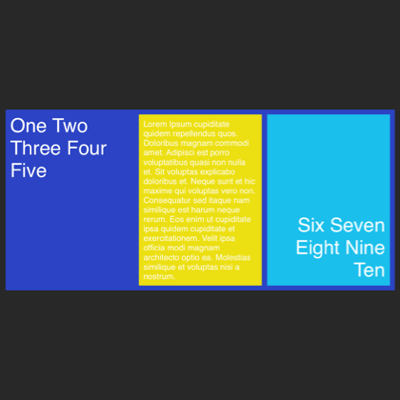 One Two
Three Four
Five
Lorem ipsum cupiditate
quidem repellendus quos.
Doloribus magnam commodi
amet. Adipisci est porro
voluptatibus quasi non nulla
et. Sit voluptas explicabo
doloribus et. Neque sunt et hic
maxime qui voluptas vero non.
Consequatur sed itaque nam
similique est harum neque
rerum. Eos enim ut cupiditate
ipsa quidem cupiditate et
exercitationem. Velit ipsa
officia modi magnam
architecto optio ea. Molestias
similique et voluptas nisi a
nostrum.
Six Seven
Eight Nine
Ten